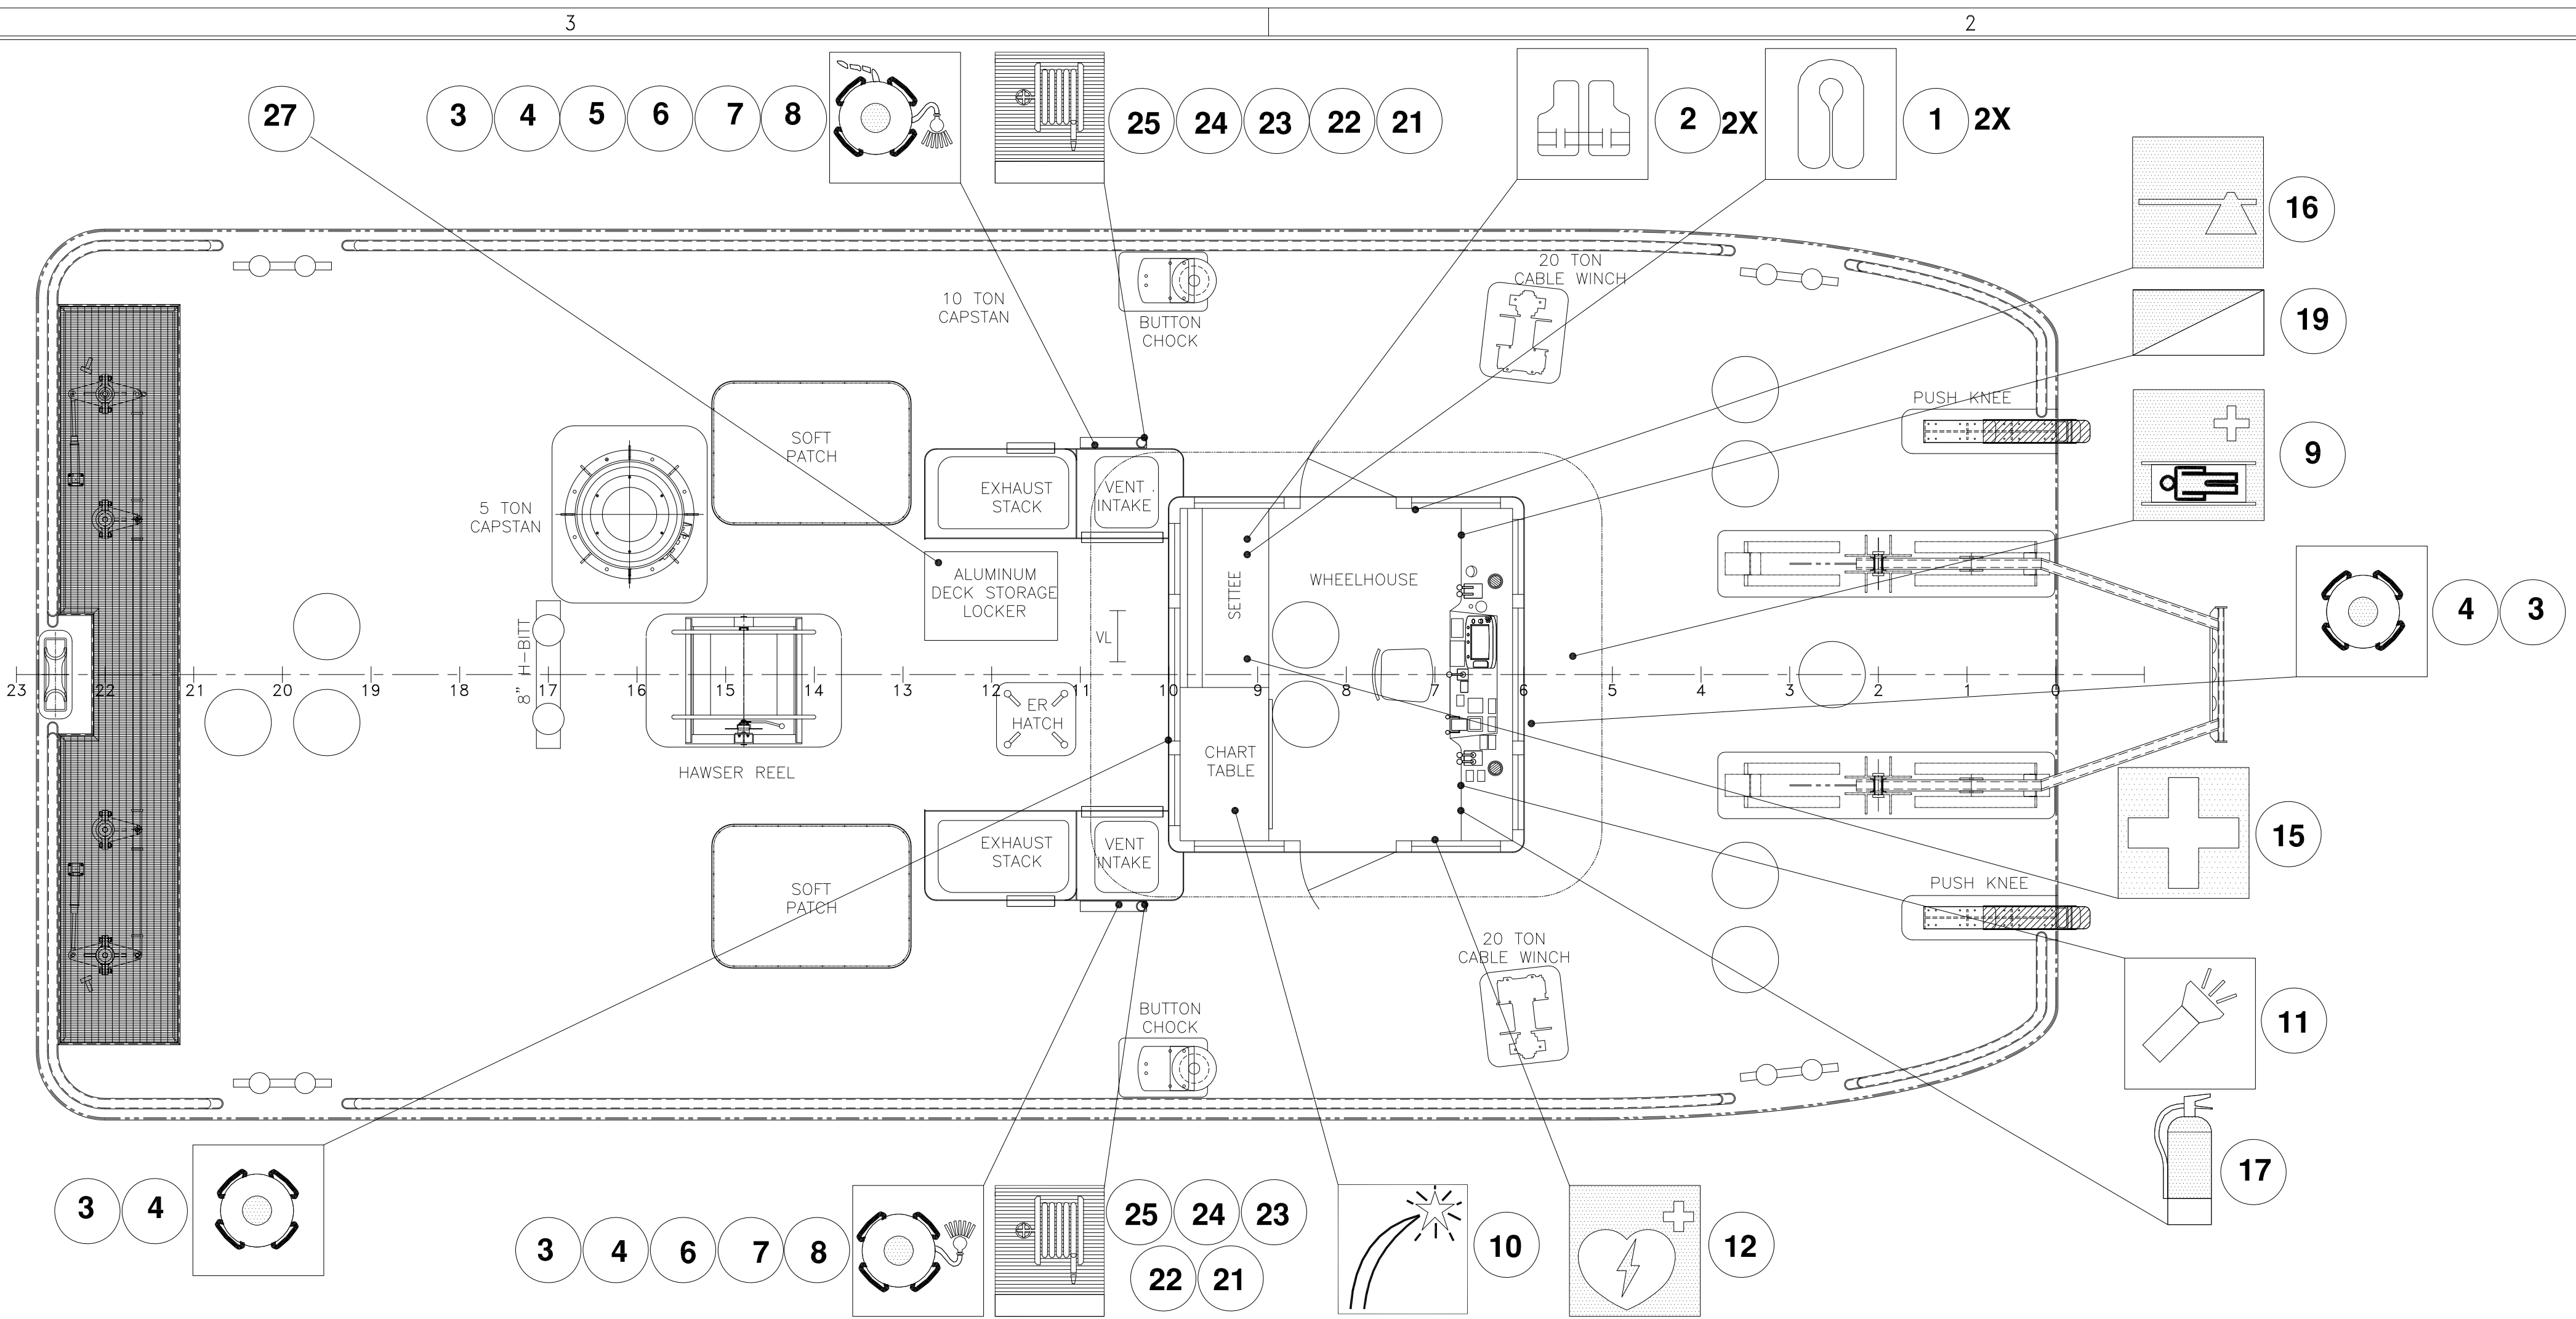 3
2
27
3 4 5 6 7 8
25 24 23 22 21
2 2X
1 2X
16
20 TON
CABLE WINCH
10 TON
CAPSTAN
BUTTON
CHOCK
19
PUSH KNEE
SOFT
PATCH
9
EXHAUST
STACK
VENT
INTAKE
5 TON
CAPSTAN
ALUMINUM
DECK STORAGE
LOCKER
SETTEE
WHEELHOUSE
4 3
VL
8" H-BITT
23 22 21 20 19 18 17 16 15 14 13 12 11 10 9 8 7 6 5 4 3 2 1 0
ER
HATCH
CHART
TABLE
HAWSER REEL
15
EXHAUST
STACK
VENT
INTAKE
SOFT
PATCH
PUSH KNEE
20 TON
CABLE WINCH
BUTTON
CHOCK
11
17
3 4
3 4 6 7 8
25 24 23
22 21
10
12